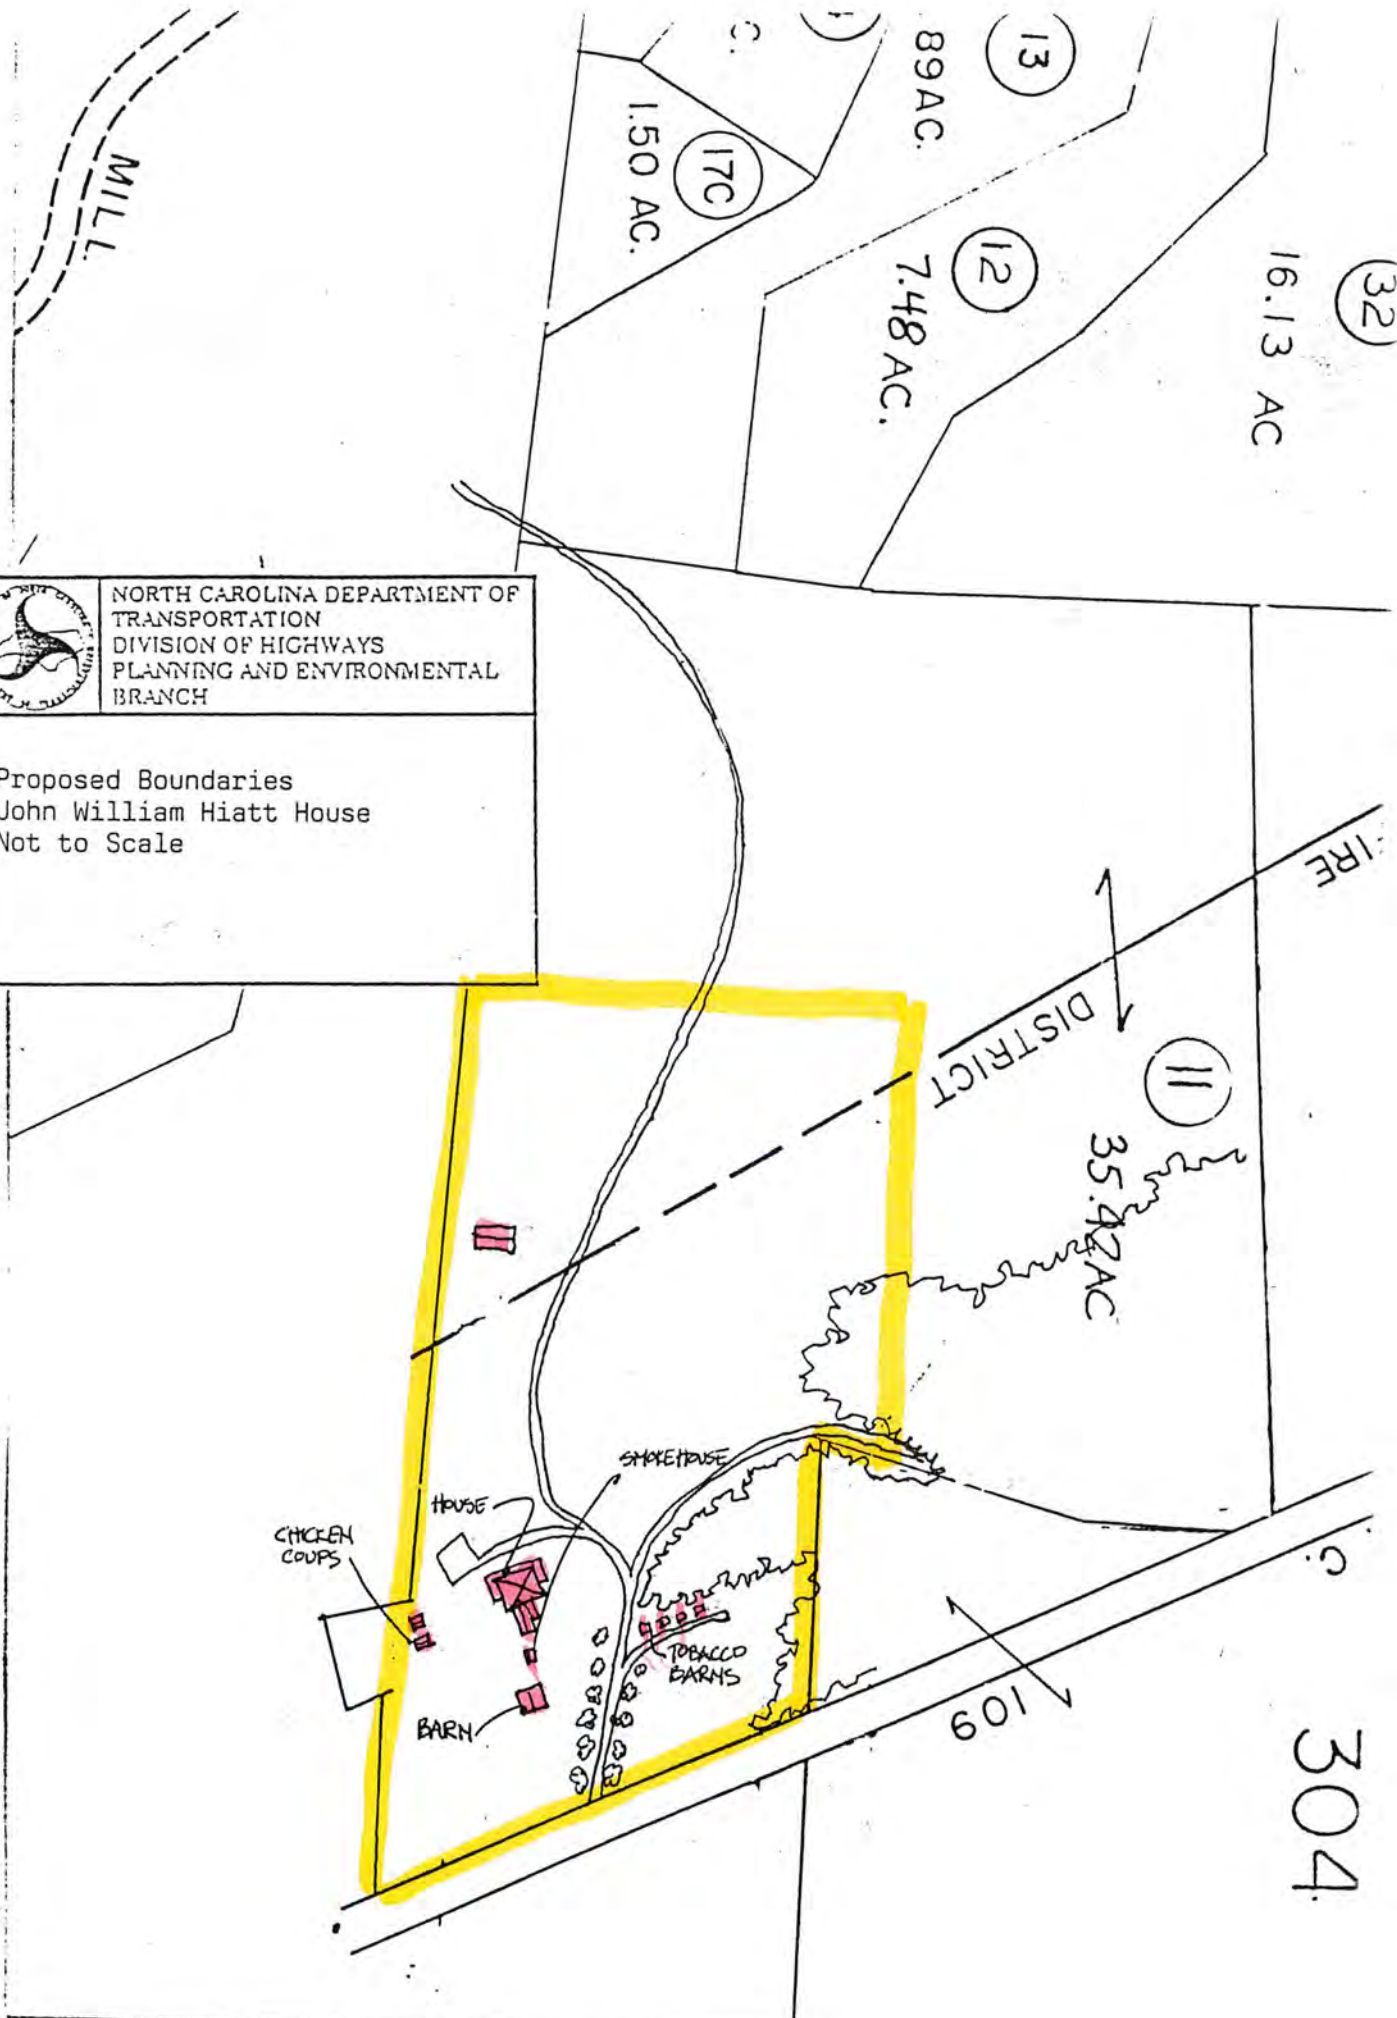 13
.89AC.
C.
17C
1.50 AC.
12
7.48 AC.
32
16.13 AC
MILL
NORTH CAROLINA DEPARTMENT OF
TRANSPORTATION
DIVISION OF HIGHWAYS
PLANNING AND ENVIRONMENTAL
BRANCH
Proposed Boundaries
John William Hiatt House
Not to Scale
IRE
DISTRICT
11
35.42AC
SMOKEHOUSE
HOUSE
CHICKEN
COUPS
TOBACCO
BARNS
BARN
C.
109
304